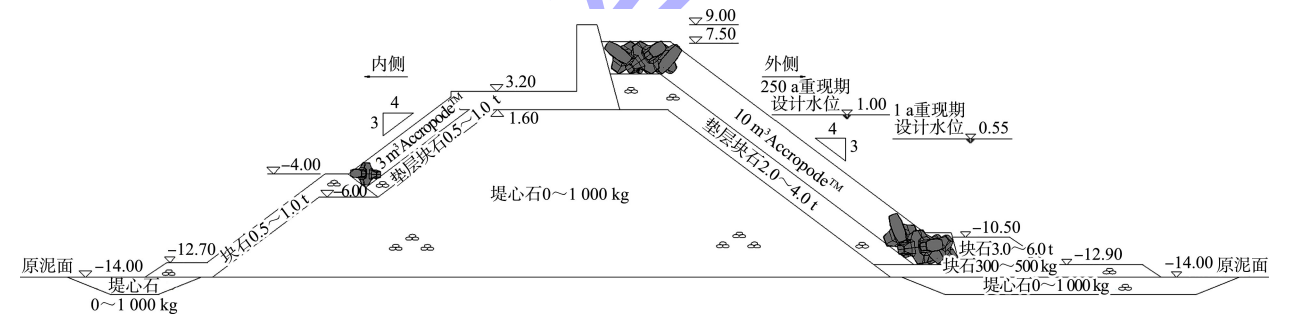 9.00
7.50
内侧
外侧
250 a重现期
设计水位
1.00
1 a重现期
设计水位
0.55
3.20
1.60
4
3
4
3
3 m³Accropode™
垫层块石0.5～1.0 t
10 m³Accropode™
垫层块石2.0～4.0 t
-4.00
-6.00
堤心石0～1 000 kg
块石0.5～1.0 t
-12.70
-14.00
原泥面
堤心石
0～1 000 kg
-10.50
块石3.0～6.0 t
块石300～500 kg
-12.90
堤心石0～1 000 kg
-14.00
原泥面